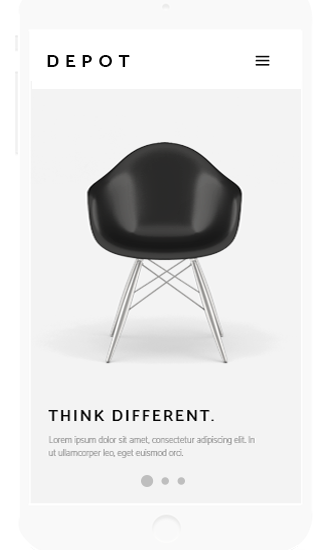 DEPOT
THINK DIFFERENT.
Lorem ipsum dolor sit amet, consectetur adipiscing elit. In
ut ullamcorper leo, eget euismod orci.